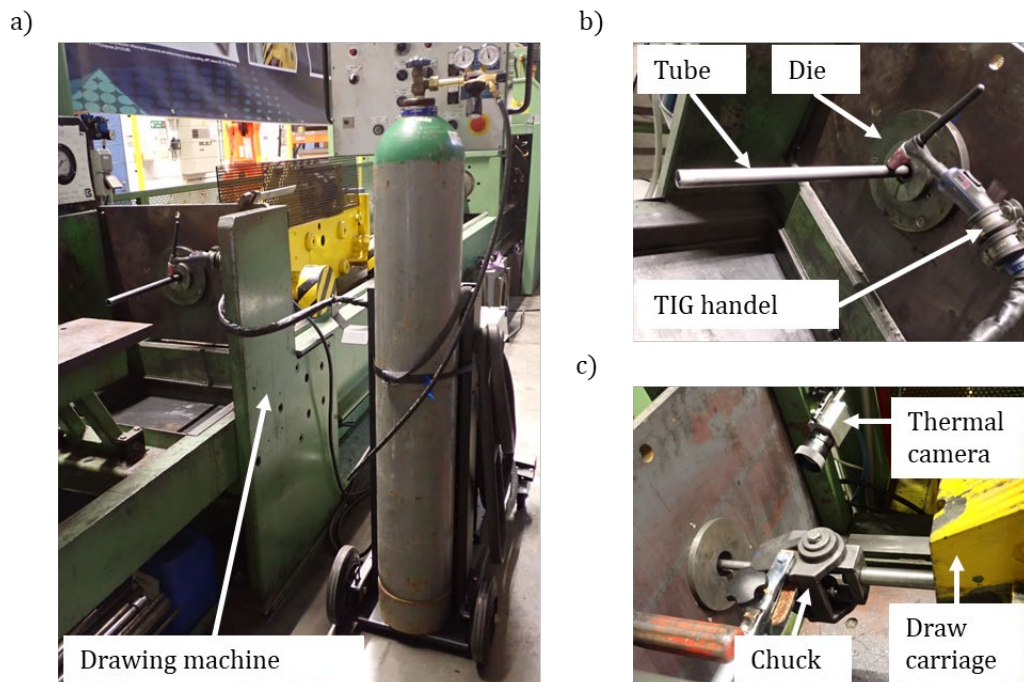 a)
b)
Tube
Die
TIG handel
c)
Thermal
camera
Drawing machine
Chuck
Draw
carriage